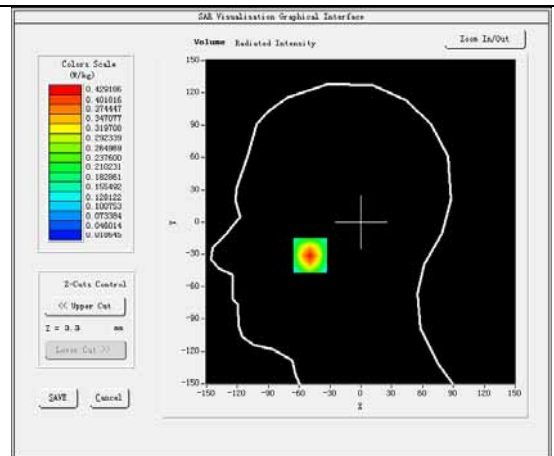 SAR Visualisation Graphical Interface
Volume Radiated Intensity
Zoom In/Out
Colors Scale
(W/kg)
0.429186
0.401816
0.374447
0.347077
0.319708
0.292339
0.264969
0.237600
0.210231
0.182861
0.155492
0.128122
0.100753
0.073384
0.046014
0.018645
150
120
90
60
30
0
-30
-60
-90
-120
-150
Y
-150 -120 -90 -60 -30 0 30 60 90 120 150
X
Z-Cuts Control
<< Upper Cut
Z = 3.3 mm
Lower Cut >>
SAVE Cancel